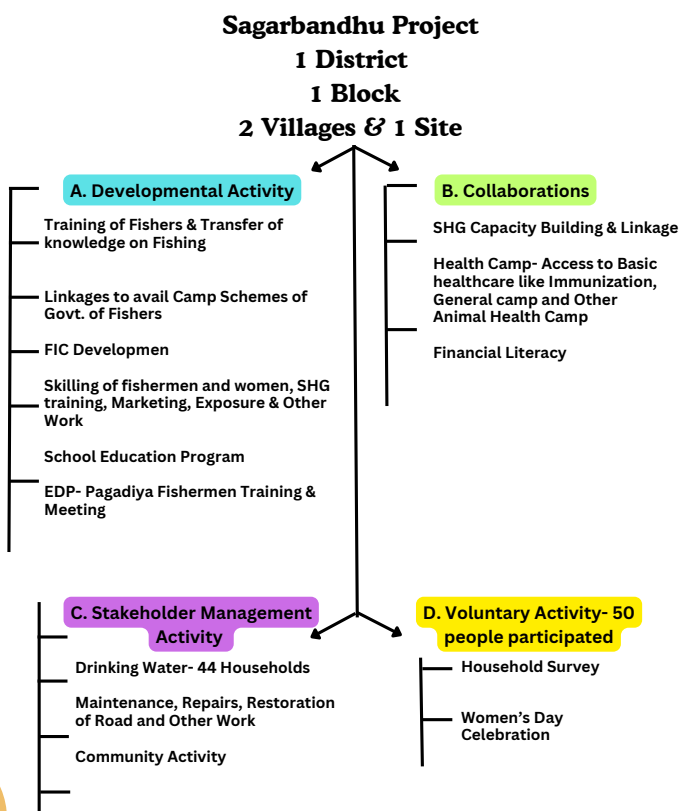 Sagarbandhu Project
1 District
1 Block
2 Villages & 1 Site
A. Developmental Activity
Training of Fishers & Transfer of
knowledge on Fishing
Linkages to avail Camp Schemes of
Govt. of Fishers
FIC Developmen
Skilling of fishermen and women, SHG
training, Marketing, Exposure & Other
Work
School Education Program
EDP- Pagadiya Fishermen Training &
Meeting
B. Collaborations
SHG Capacity Building & Linkage
Health Camp- Access to Basic
healthcare like Immunization,
General camp and Other
Animal Health Camp
Financial Literacy
C. Stakeholder Management
Activity
Drinking Water- 44 Households
Maintenance, Repairs, Restoration
of Road and Other Work
Community Activity
D. Voluntary Activity- 50
people participated
Household Survey
Women’s Day
Celebration